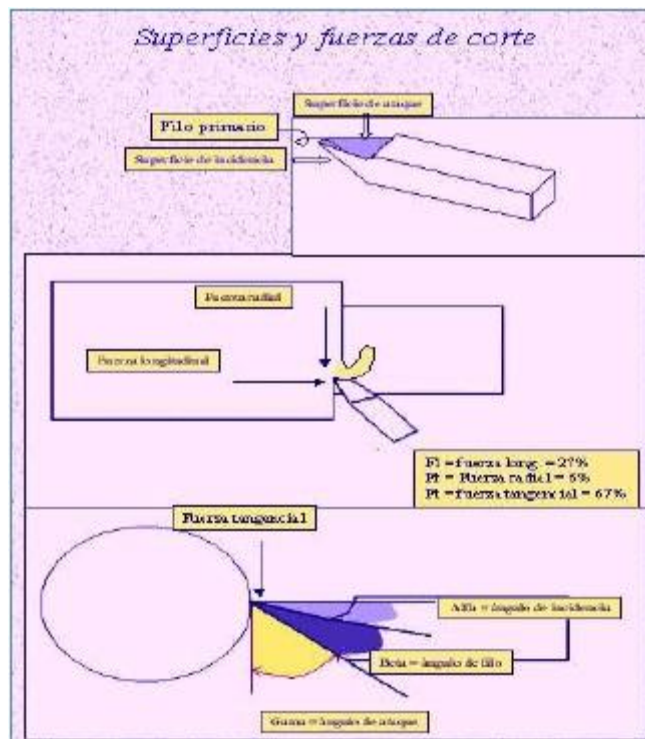 Superficies y fuerzas de corte
Superficie de ataque
Filo primario
Superficie de incidencia
Fuerza radial
Fuerza longitudinal
Fl = fuerza long. = 27%
= Fuerza radial = 6%
Pt = fuerza tangencial = 67%
Fuerza tangencial
Alfa = ángulo de incidencia
Beta = ángulo de filo
Gama = ángulo de ataque